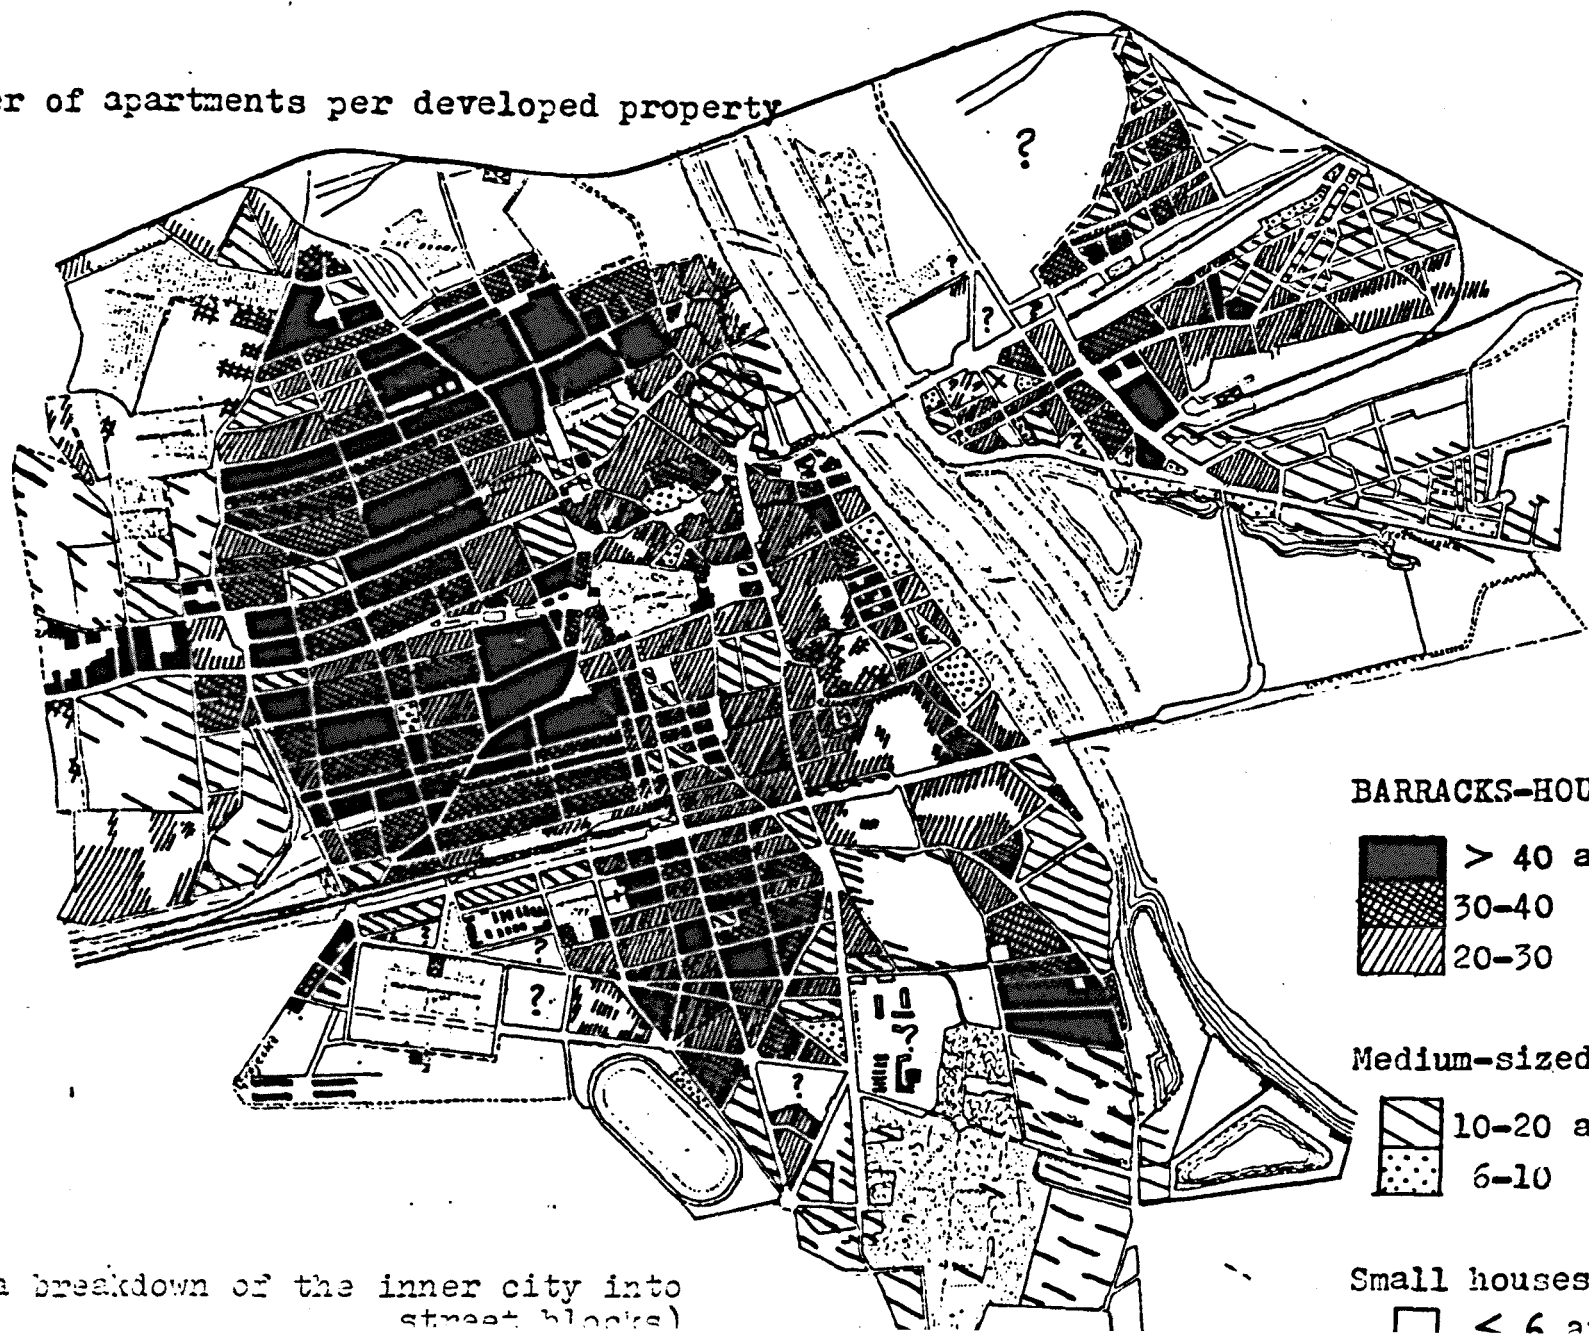 er of apartments per developed property
?
?
?
?
?
?
?
BARRACKS-HOU
> 40 a
30-40
20-30
Medium-sized
10-20 a
6-10
Small houses
a breakdown of the inner city into
street blocks)
< 6 a